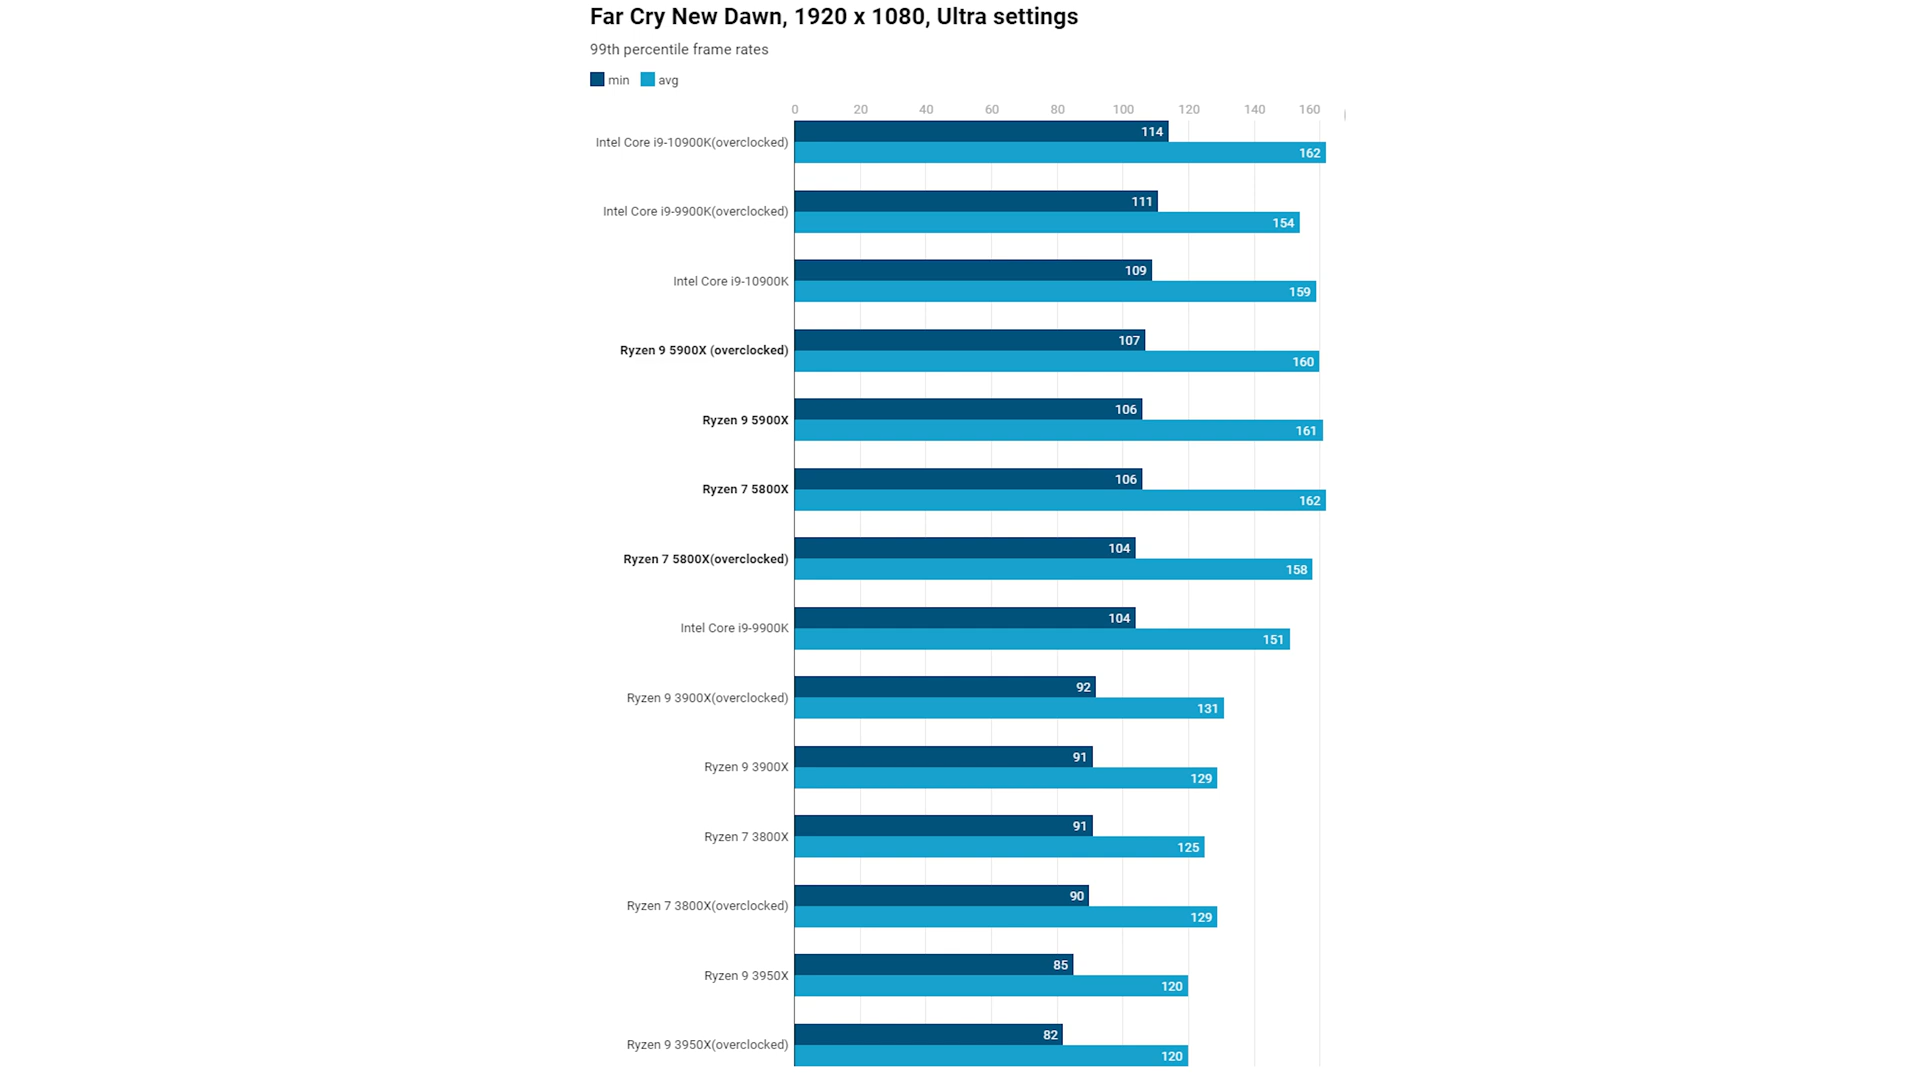 Far Cry New Dawn, 1920 x 1080, Ultra settings
99th percentile frame rates
min avg
0 20 40 60 80 100 120 140 160
Intel Core i9-10900K(overclocked) 114 162
Intel Core i9-9900K(overclocked) 111 154
Intel Core i9-10900K 109 159
Ryzen 9 5900X (overclocked) 107 160
Ryzen 9 5900X 106 161
Ryzen 7 5800X 106 162
Ryzen 7 5800X(overclocked) 104 158
Intel Core i9-9900K 104 151
Ryzen 9 3900X(overclocked) 92 131
Ryzen 9 3900X 91 129
Ryzen 7 3800X 91 125
Ryzen 7 3800X(overclocked) 90 129
Ryzen 9 3950X 85 120
Ryzen 9 3950X(overclocked) 82 120